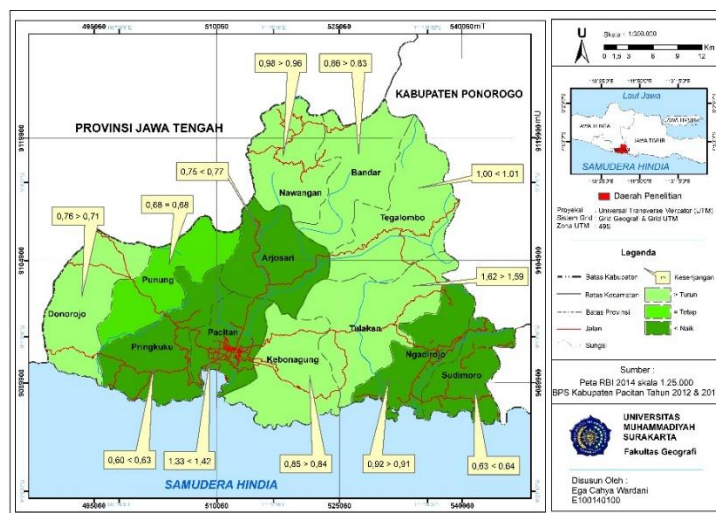 495060
510060
525060
540060 mT
0,98 > 0,96
0,86 > 0,83
KABUPATEN PONOROGO
PROVINSI JAWA TENGAH
0,75 < 0,77
Nawangan
Bandar
1,00 < 1.01
0,76 > 0,71
0,68 = 0,68
Tegalombo
Arjosari
1,62 > 1,59
Punung
Donorojo
Pacitan
Tulakan
Pringkuku
Kebonagung
Ngadirojo
Sudimoro
0,60 < 0,63
1.33 < 1,42
0,85 > 0,84
0,92 > 0,91
0,63 < 0.64
SAMUDERA HINDIA
495060
510060
525060
540060
U
Skala
0 1,5 3 6 9 12
Km
Laut Jawa
JAWA TIMUR
SAMUDERA HINDIA
Daerah Penelitian
Proyeksi : Universal Transverse Mercator (UTM)
Sistem Grid : Grid Geografi & Grid UTM
Zona UTM : 49S
Legenda
Batas Kabupaten
Batas Kecamatan
Batas Provinsi
Jalan
Sungai
Kesenjangan
> Turun
= Tetap
< Naik
Sumber :
Peta RBI 2014 skala 1.25.000
BPS Kabupaten Pacitan Tahun 2012 &
UNIVERSITAS
MUHAMMADIYAH
SURAKARTA
Fakultas Geografi
Disusun Oleh :
Ega Cahya Wardani
E100140100